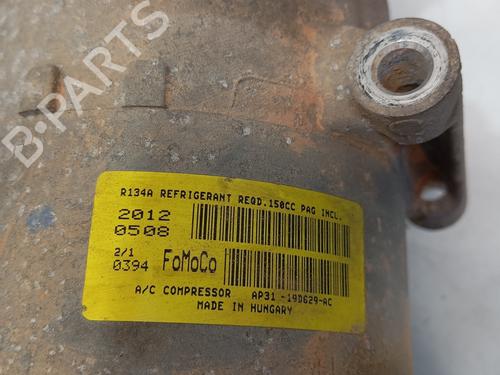 B-PARTS
R134A REFRIGERANT REQD.150CC PAG INCL.
2012
0508
2/1
0394 FoMoCo
A/C COMPRESSOR AP31 -19D629-AC
MADE IN HUNGARY
B-PARTS